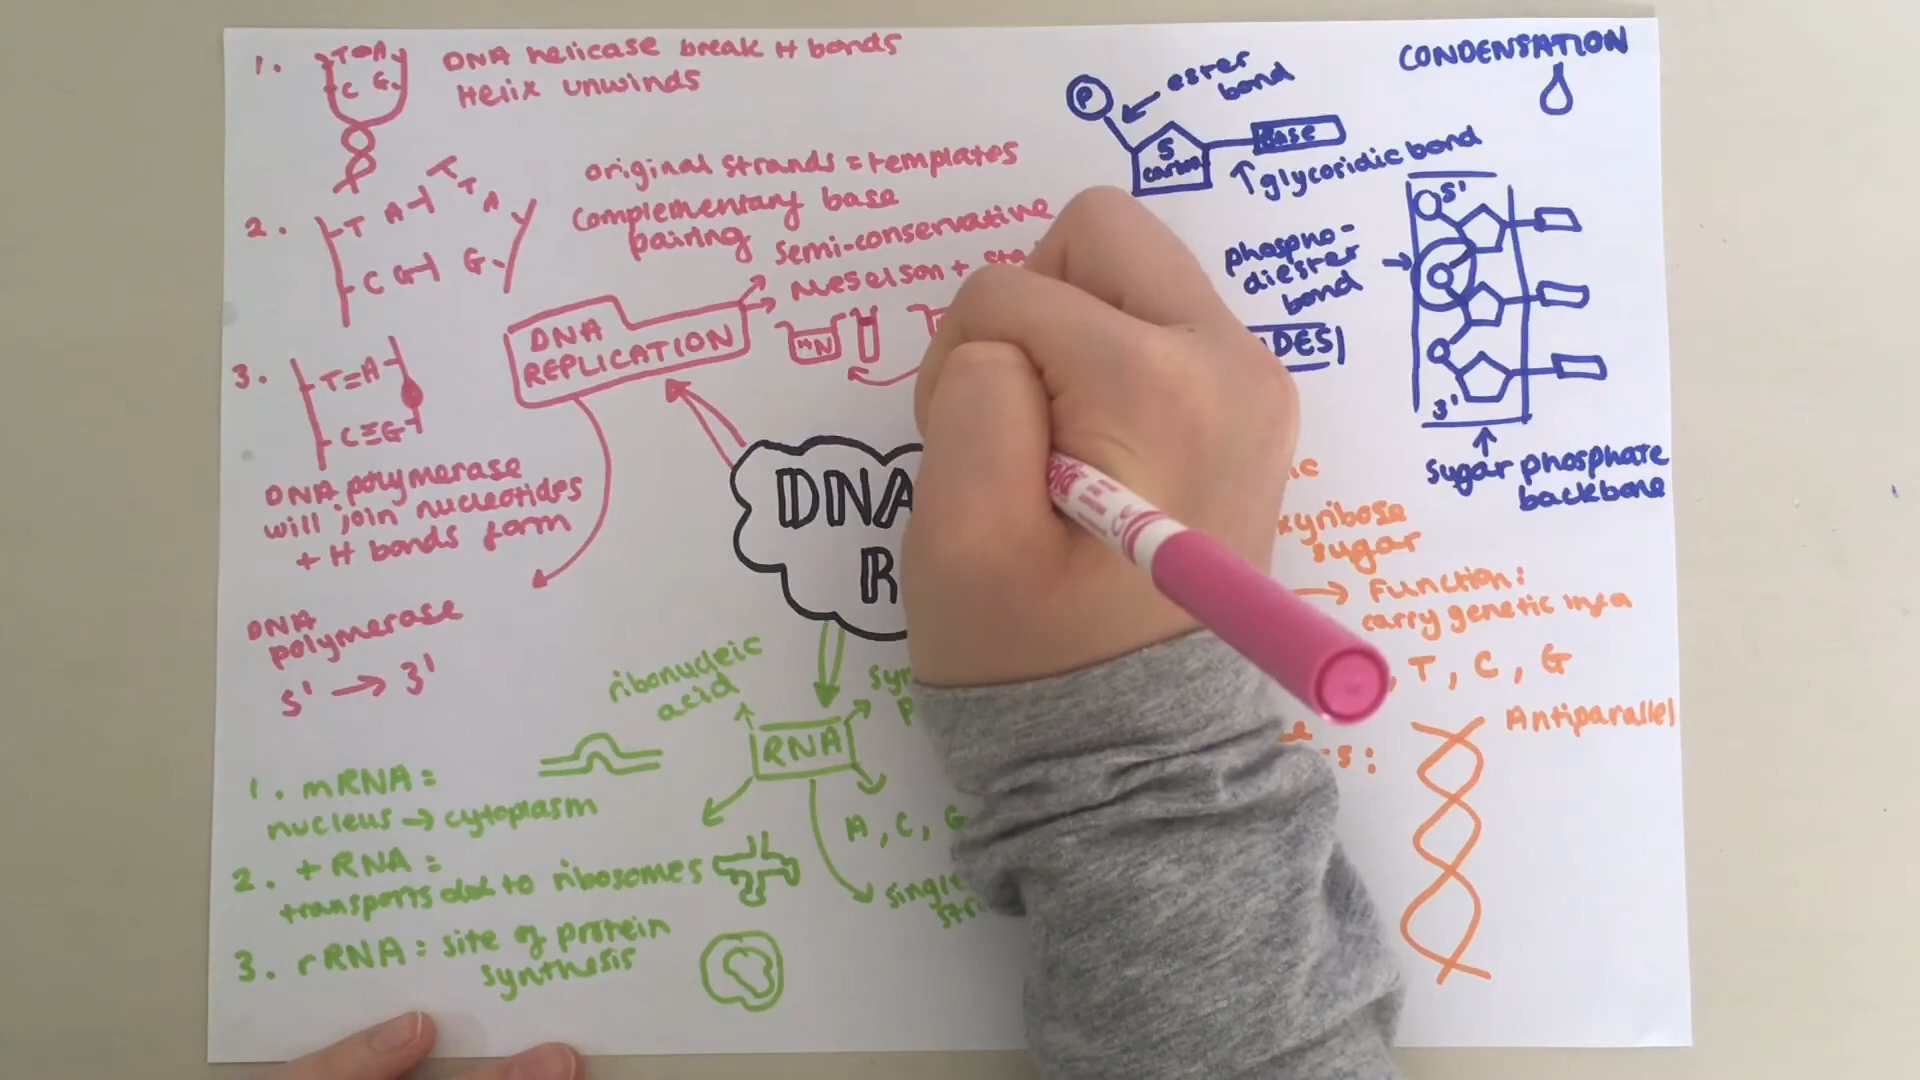 1.
T A
C G
DNA helicase break H bonds
Helix unwinds
2.
T A T T A
C G G
original strands = templates
complementary base
pairing
semi-conservative
Meselson +
DNA
REPLICATION
14N
3.
T=A
C≡G
DNA polymerase
will join nucleotides
+ H bonds form
DNA
polymerase
5' → 3'
P
ester
bond
5
carbon
base
↑ glycosidic bond
CONDENSATION
phospho-
diester
bond
5'
3'
sugar phosphate
backbone
DNA
R
sugar
→ Function:
carry genetic info
, T, C, G
Antiparallel
ribonucleic
acid
RNA
A, C, G
1. mRNA =
nucleus → cytoplasm
2. tRNA =
transports to ribosomes
3. rRNA = site of protein
synthesis